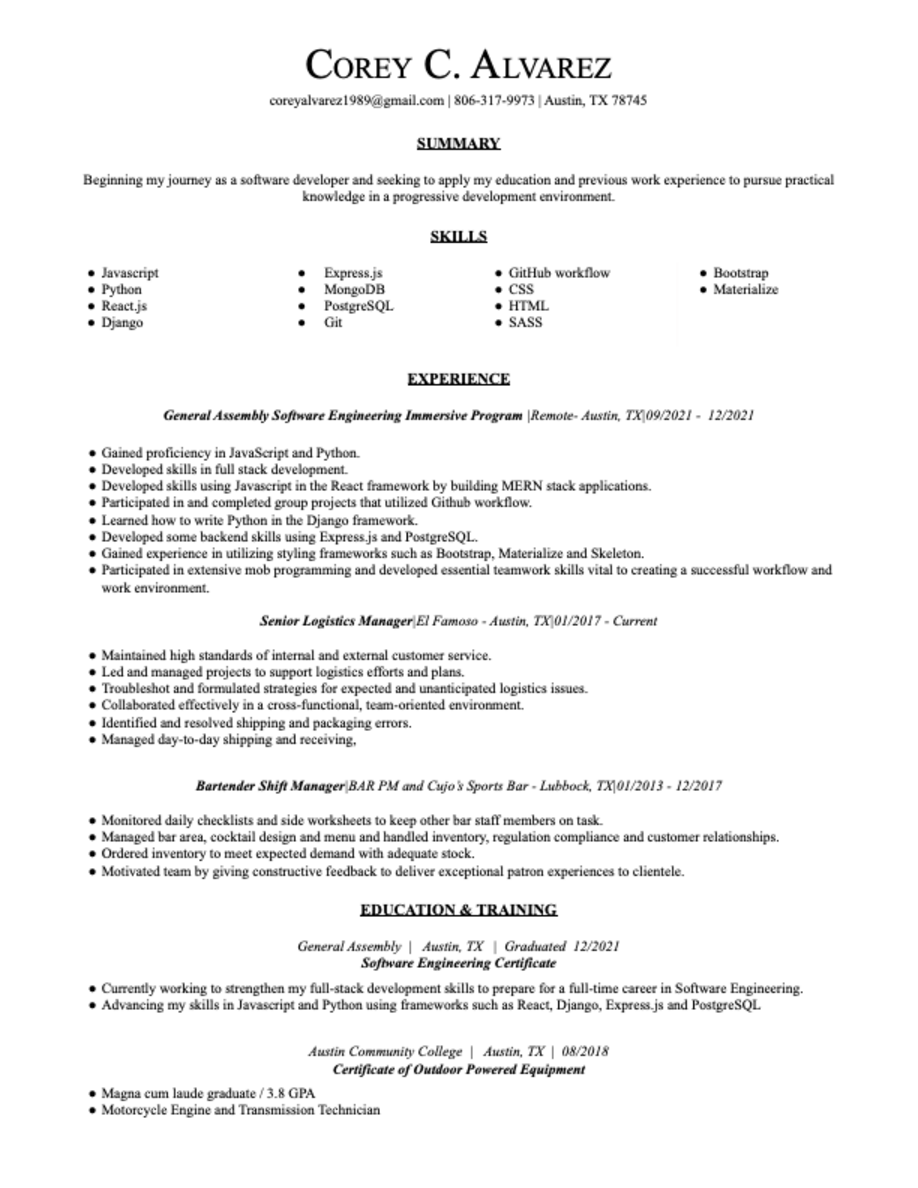 COREY C. ALVAREZ
coreyalvarez1989@gmail.com | 806-317-9973 | Austin, TX 78745
SUMMARY
Beginning my journey as a software developer and seeking to apply my education and previous work experience to pursue practical
knowledge in a progressive development environment.
SKILLS
● Javascript
● Python
● React.js
● Django
● Express.js
● MongoDB
● PostgreSQL
● Git
● GitHub workflow
● CSS
● HTML
● SASS
● Bootstrap
● Materialize
EXPERIENCE
General Assembly Software Engineering Immersive Program |Remote- Austin, TX|09/2021 - 12/2021
● Gained proficiency in JavaScript and Python.
● Developed skills in full stack development.
● Developed skills using Javascript in the React framework by building MERN stack applications.
● Participated in and completed group projects that utilized Github workflow.
● Learned how to write Python in the Django framework.
● Developed some backend skills using Express.js and PostgreSQL.
● Gained experience in utilizing styling frameworks such as Bootstrap, Materialize and Skeleton.
● Participated in extensive mob programming and developed essential teamwork skills vital to creating a successful workflow and
work environment.
Senior Logistics Manager|El Famoso - Austin, TX|01/2017 - Current
● Maintained high standards of internal and external customer service.
● Led and managed projects to support logistics efforts and plans.
● Troubleshot and formulated strategies for expected and unanticipated logistics issues.
● Collaborated effectively in a cross-functional, team-oriented environment.
● Identified and resolved shipping and packaging errors.
● Managed day-to-day shipping and receiving,
Bartender Shift Manager|BAR PM and Cujo's Sports Bar - Lubbock, TX|01/2013 - 12/2017
● Monitored daily checklists and side worksheets to keep other bar staff members on task.
● Managed bar area, cocktail design and menu and handled inventory, regulation compliance and customer relationships.
● Ordered inventory to meet expected demand with adequate stock.
● Motivated team by giving constructive feedback to deliver exceptional patron experiences to clientele.
EDUCATION & TRAINING
General Assembly | Austin, TX | Graduated 12/2021
Software Engineering Certificate
● Currently working to strengthen my full-stack development skills to prepare for a full-time career in Software Engineering.
● Advancing my skills in Javascript and Python using frameworks such as React, Django, Express.js and PostgreSQL
Austin Community College | Austin, TX | 08/2018
Certificate of Outdoor Powered Equipment
● Magna cum laude graduate / 3.8 GPA
● Motorcycle Engine and Transmission Technician